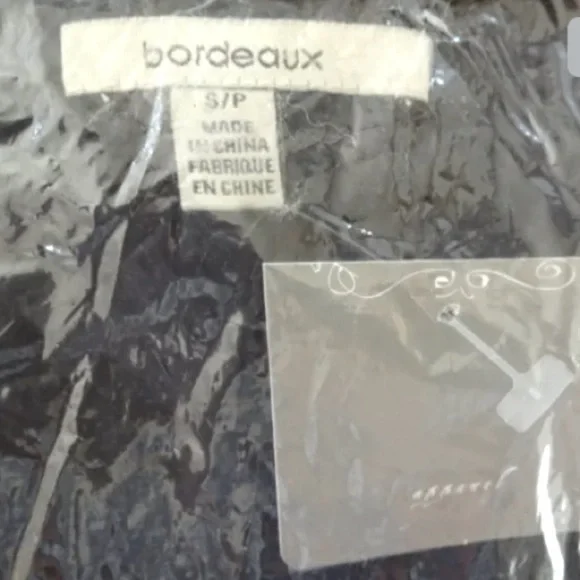 bordeaux
S/P
MADE
IN CHINA
FABRIQUE
EN CHINE